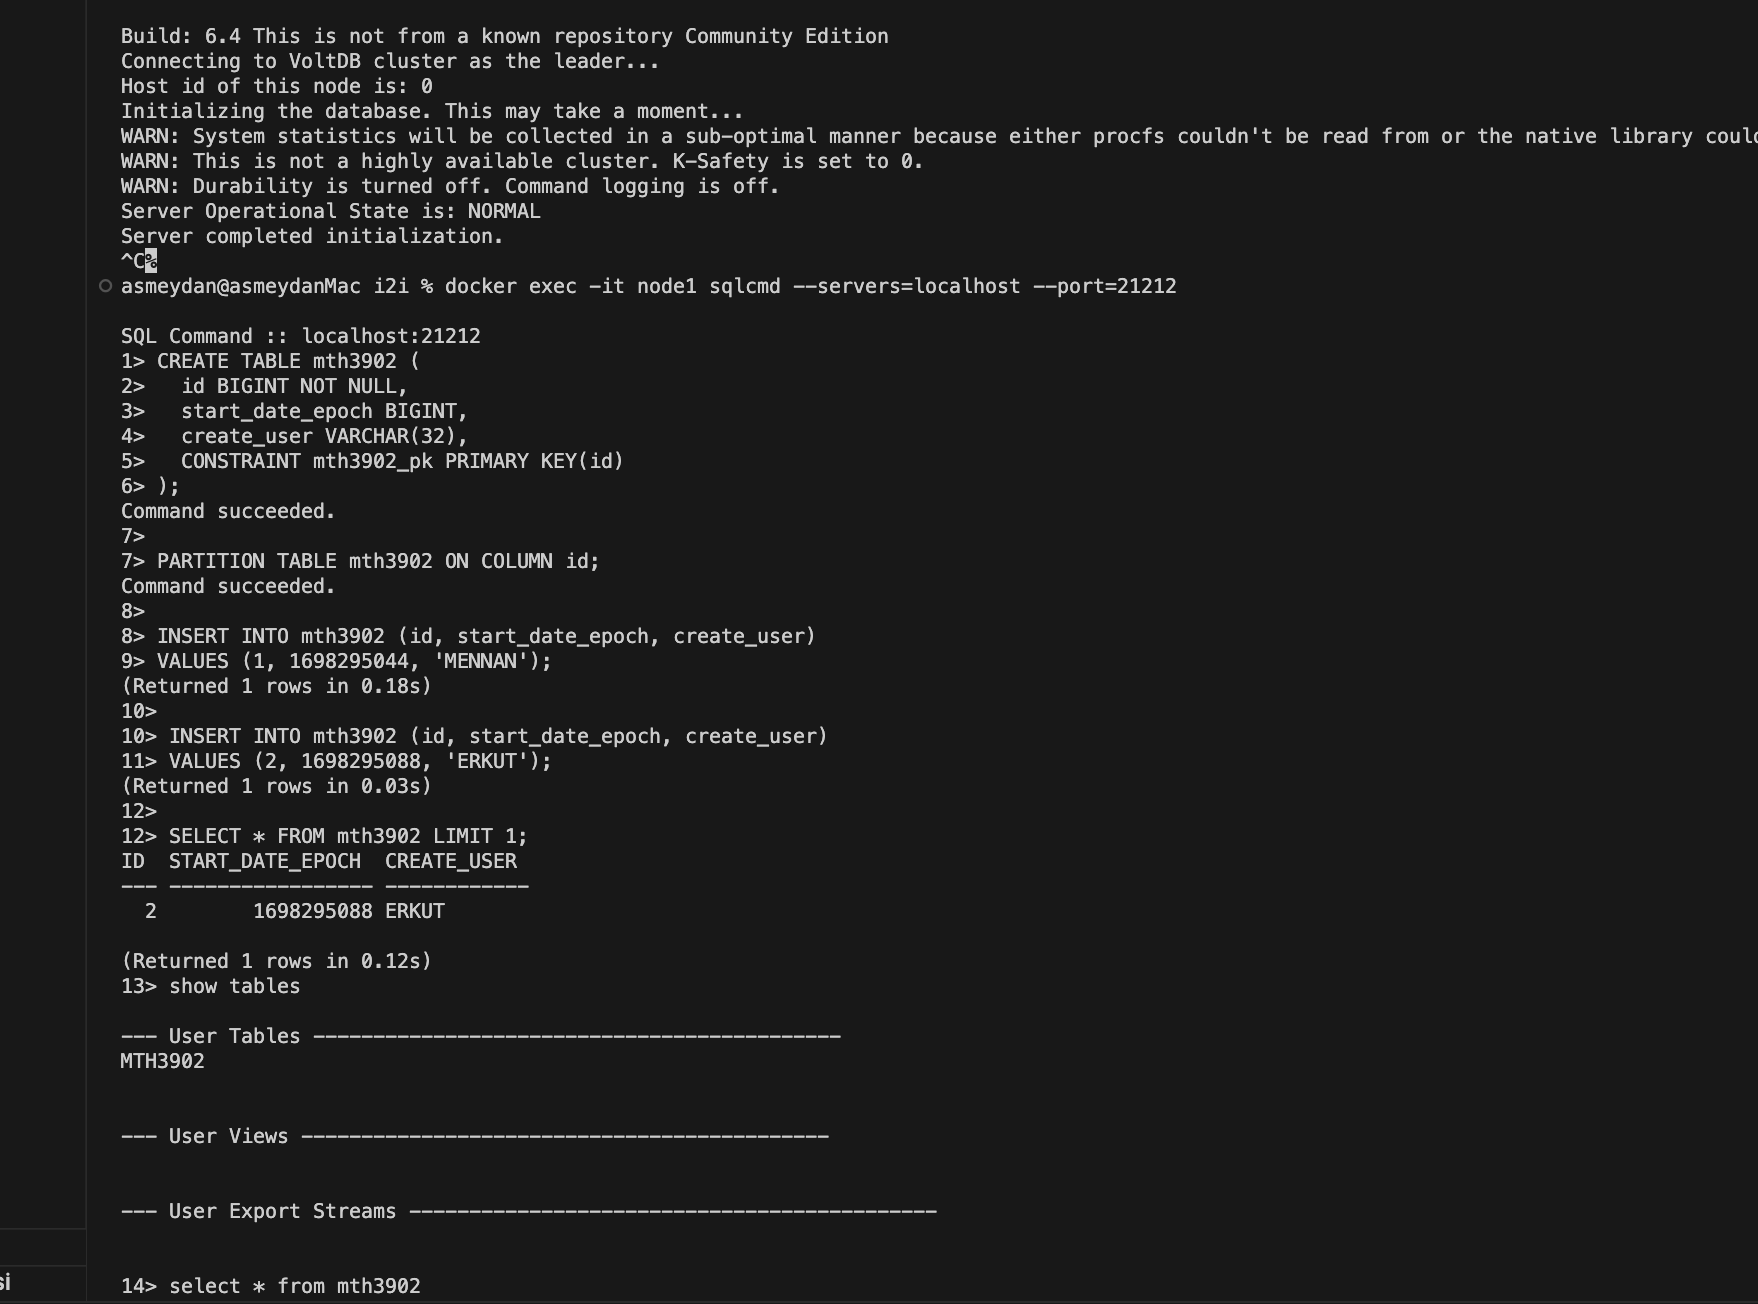 Build: 6.4 This is not from a known repository Community Edition
Connecting to VoltDB cluster as the leader...
Host id of this node is: 0
Initializing the database. This may take a moment...
WARN: System statistics will be collected in a sub-optimal manner because either procfs couldn't be read from or the native library coul
WARN: This is not a highly available cluster. K-Safety is set to 0.
WARN: Durability is turned off. Command logging is off.
Server Operational State is: NORMAL
Server completed initialization.
^C%
asmeydan@asmeydanMac i2i % docker exec -it node1 sqlcmd --servers=localhost --port=21212
SQL Command :: localhost:21212
1> CREATE TABLE mth3902 (
2>   id BIGINT NOT NULL,
3>   start_date_epoch BIGINT,
4>   create_user VARCHAR(32),
5>   CONSTRAINT mth3902_pk PRIMARY KEY(id)
6> );
Command succeeded.
7>
7> PARTITION TABLE mth3902 ON COLUMN id;
Command succeeded.
8>
8> INSERT INTO mth3902 (id, start_date_epoch, create_user)
9> VALUES (1, 1698295044, 'MENNAN');
(Returned 1 rows in 0.18s)
10>
10> INSERT INTO mth3902 (id, start_date_epoch, create_user)
11> VALUES (2, 1698295088, 'ERKUT');
(Returned 1 rows in 0.03s)
12>
12> SELECT * FROM mth3902 LIMIT 1;
ID  START_DATE_EPOCH  CREATE_USER
--- ----------------- ------------
  2        1698295088 ERKUT
(Returned 1 rows in 0.12s)
13> show tables
--- User Tables --------------------------------------------
MTH3902
--- User Views --------------------------------------------
--- User Export Streams --------------------------------------------
si
14> select * from mth3902